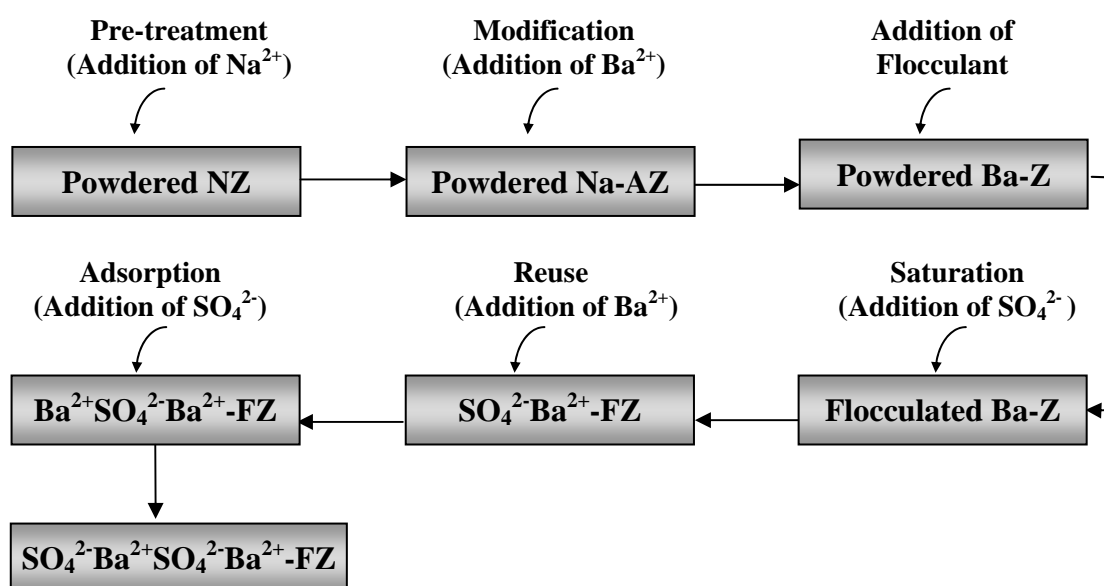 Pre-treatment
(Addition of Na²⁺)
Modification
(Addition of Ba²⁺)
Addition of
Flocculant
Powdered NZ
Powdered Na-AZ
Powdered Ba-Z
Adsorption
(Addition of SO₄²⁻)
Reuse
(Addition of Ba²⁺)
Saturation
(Addition of SO₄²⁻ )
Ba²⁺SO₄²⁻Ba²⁺-FZ
SO₄²⁻Ba²⁺-FZ
Flocculated Ba-Z
SO₄²⁻Ba²⁺SO₄²⁻Ba²⁺-FZ